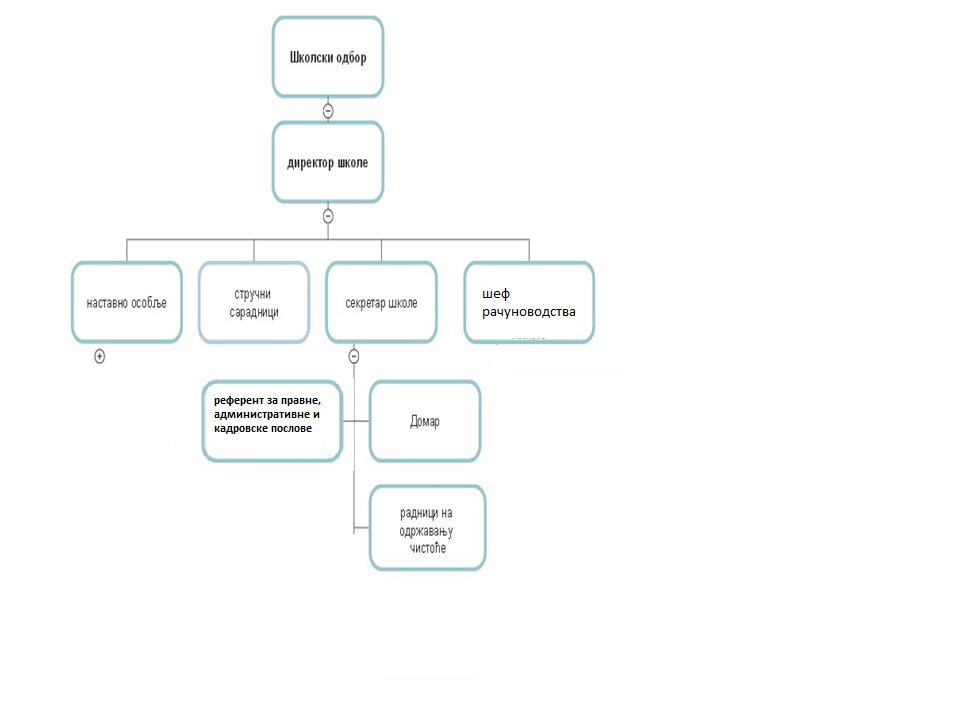 Школски одбор
директор школе
наставно особље
стручни
сарадници
секретар школе
шеф
рачуноводства
референт за правне,
административне и
кадровске послове
Домар
радници на
одржавању
чистоће